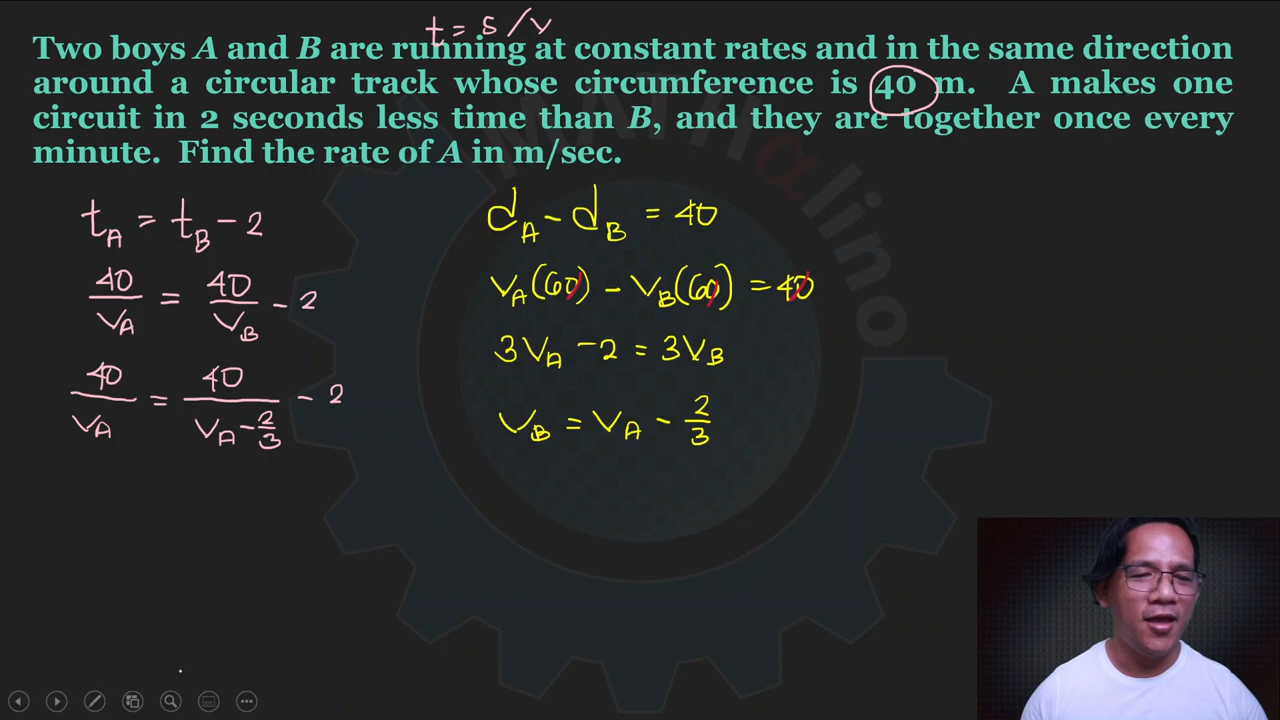 t = s / v
Two boys A and B are running at constant rates and in the same direction
around a circular track whose circumference is 40 m. A makes one
circuit in 2 seconds less time than B, and they are together once every
minute. Find the rate of A in m/sec.
t_A = t_B - 2
40/V_A = 40/V_B - 2
40/V_A = 40/(V_A - 2/3) - 2
d_A - d_B = 40
V_A(60) - V_B(60) = 40
3V_A - 2 = 3V_B
V_B = V_A - 2/3
MATHalino